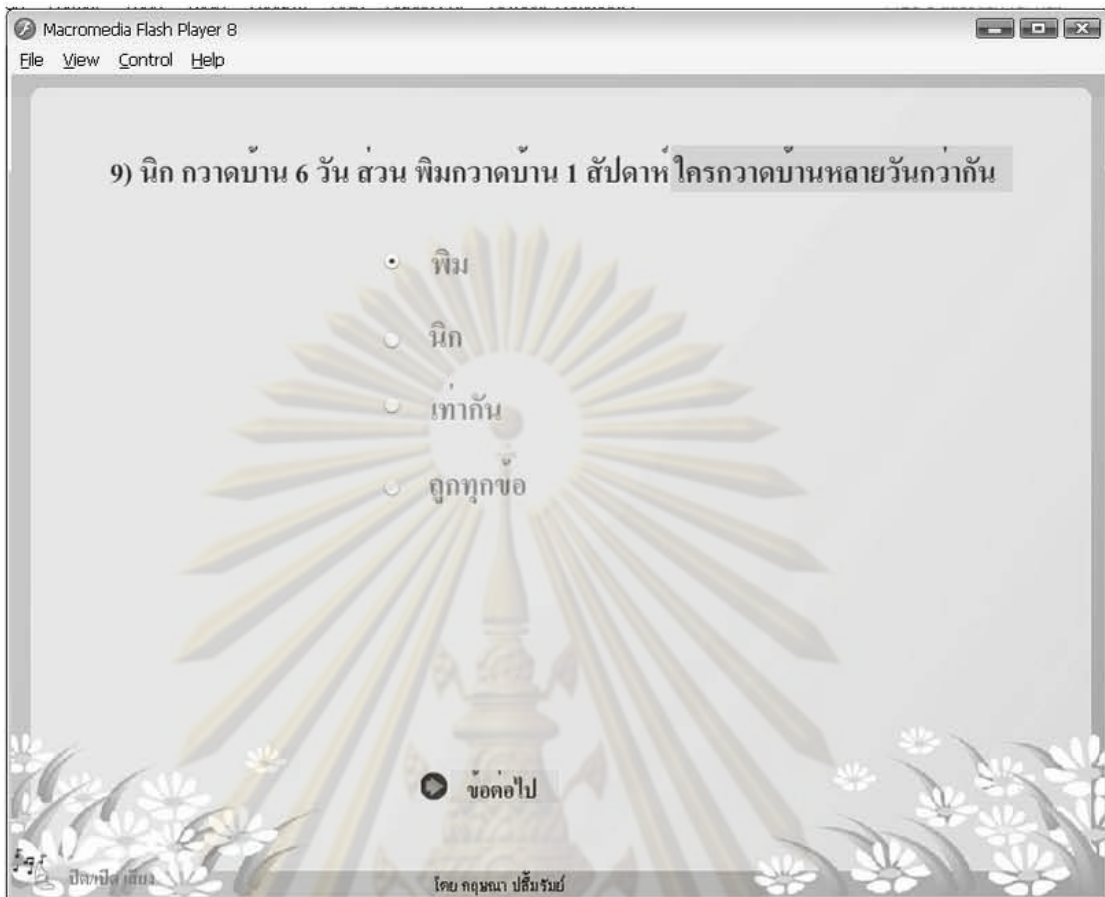 Macromedia Flash Player 8
File View Control Help
9) นิก กวาดบ้าน 6 วัน ส่วน พิมกวาดบ้าน 1 สัปดาห์ ใครกวาดบ้านหลายวันกว่ากัน
พิม
นิก
เท่ากัน
ถูกทุกข้อ
ข้อต่อไป
ปิด/เปิด เสียง
โดย กฤษณา ปลื้มรัมย์